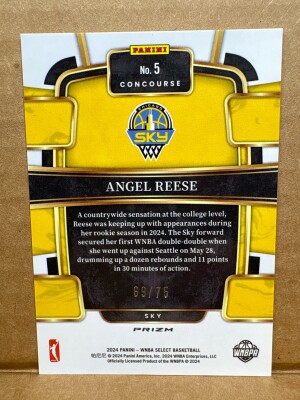 PANINI
No. 5
CONCOURSE
CHICAGO
SKY
ANGEL REESE
A countrywide sensation at the college level,
Reese was keeping up with appearances during
her rookie season in 2024. The Sky forward
secured her first WNBA double-double when
she went up against Seattle on May 28,
drumming up a dozen rebounds and 11 points
in 30 minutes of action.
69/75
SKY
PRIZM
2024 PANINI – WNBA SELECT BASKETBALL
帕尼尼 © 2024 Panini America, Inc. 2024 WNBA Enterprises, LLC
Officially Licensed Product of the WNBPA © 2024
WNBPA